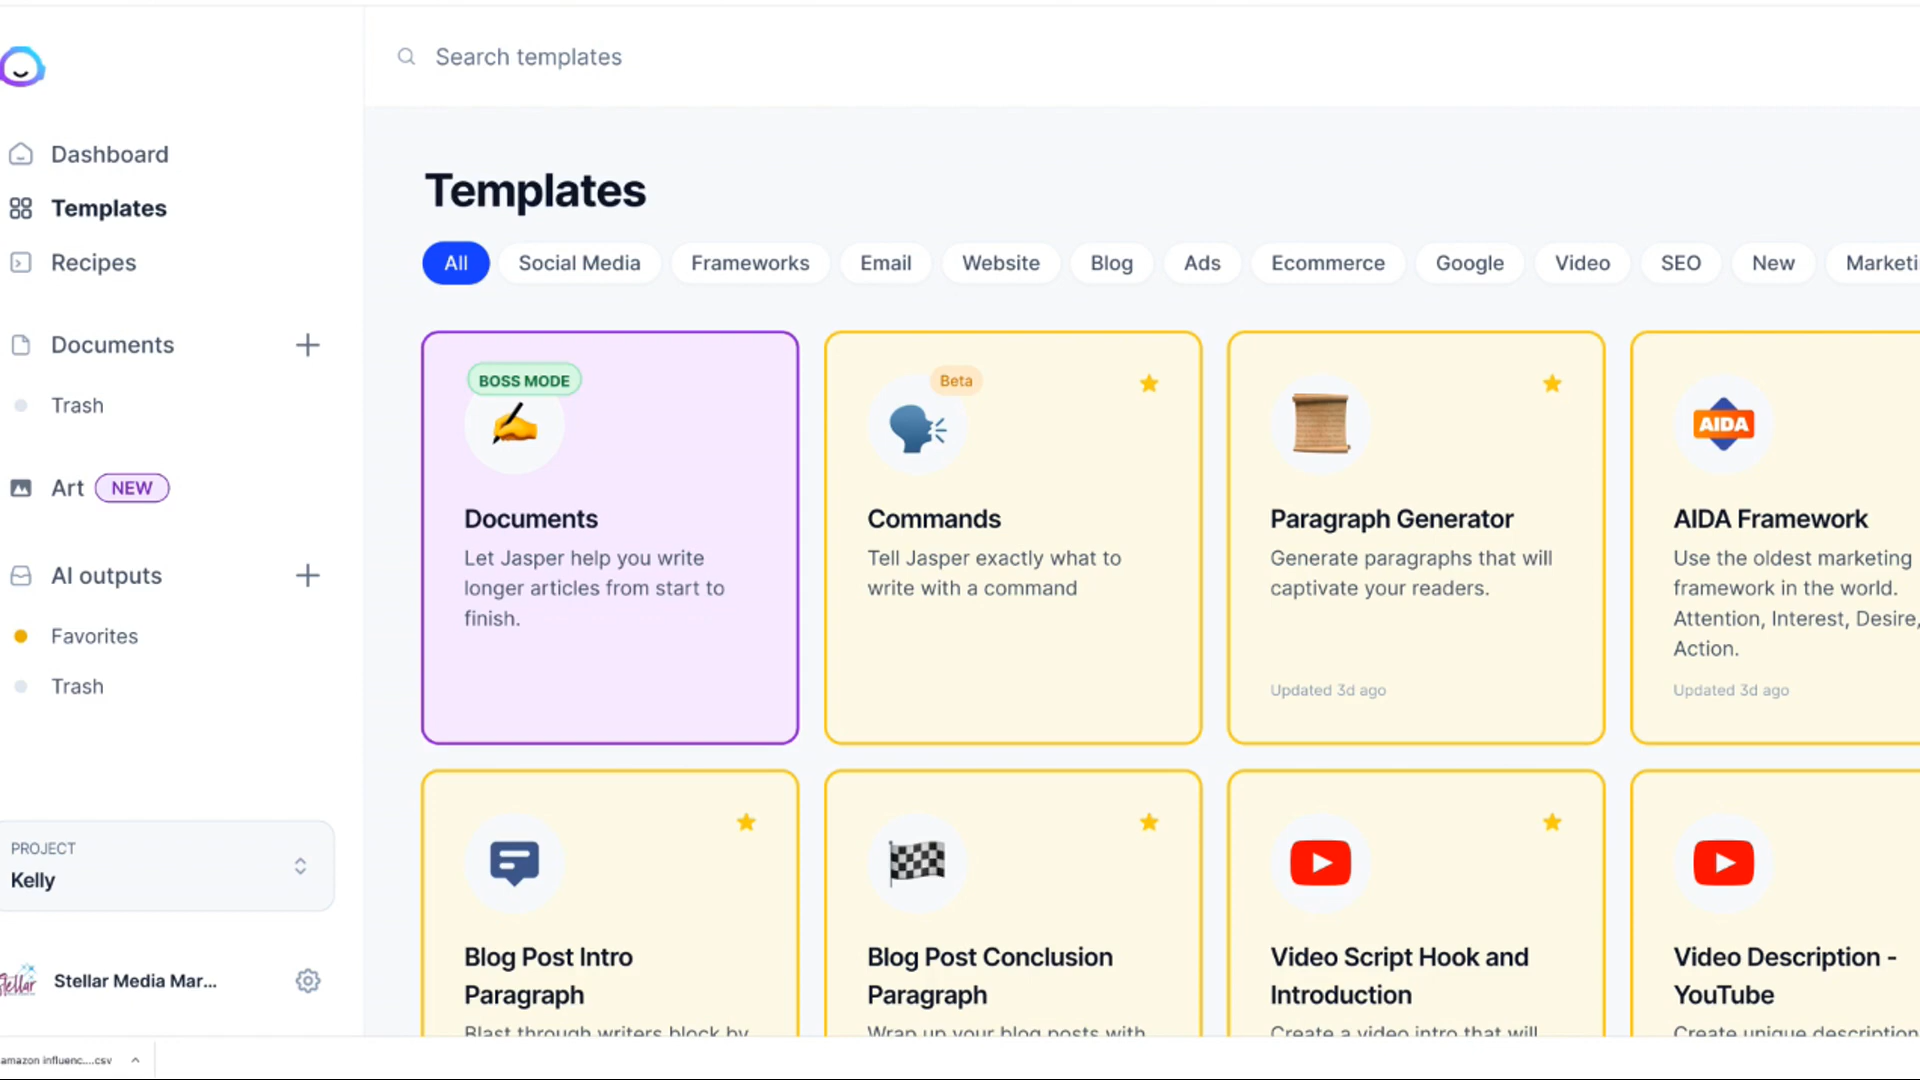 Search templates
Dashboard
Templates
Recipes
Documents
Trash
Art NEW
AI outputs
Favorites
Trash
PROJECT
Kelly
Stellar
Stellar Media Mar...
amazon influenc....csv
Templates
All Social Media Frameworks Email Website Blog Ads Ecommerce Google Video SEO New Marketi
BOSS MODE
Documents
Let Jasper help you write
longer articles from start to
finish.
Beta
Commands
Tell Jasper exactly what to
write with a command
Paragraph Generator
Generate paragraphs that will
captivate your readers.
Updated 3d ago
AIDA
AIDA Framework
Use the oldest marketing
framework in the world.
Attention, Interest, Desire,
Action.
Updated 3d ago
Blog Post Intro
Paragraph
Blast through writers block by
Blog Post Conclusion
Paragraph
Wrap up your blog posts with
Video Script Hook and
Introduction
Create a video intro that will
Video Description -
YouTube
Create unique description